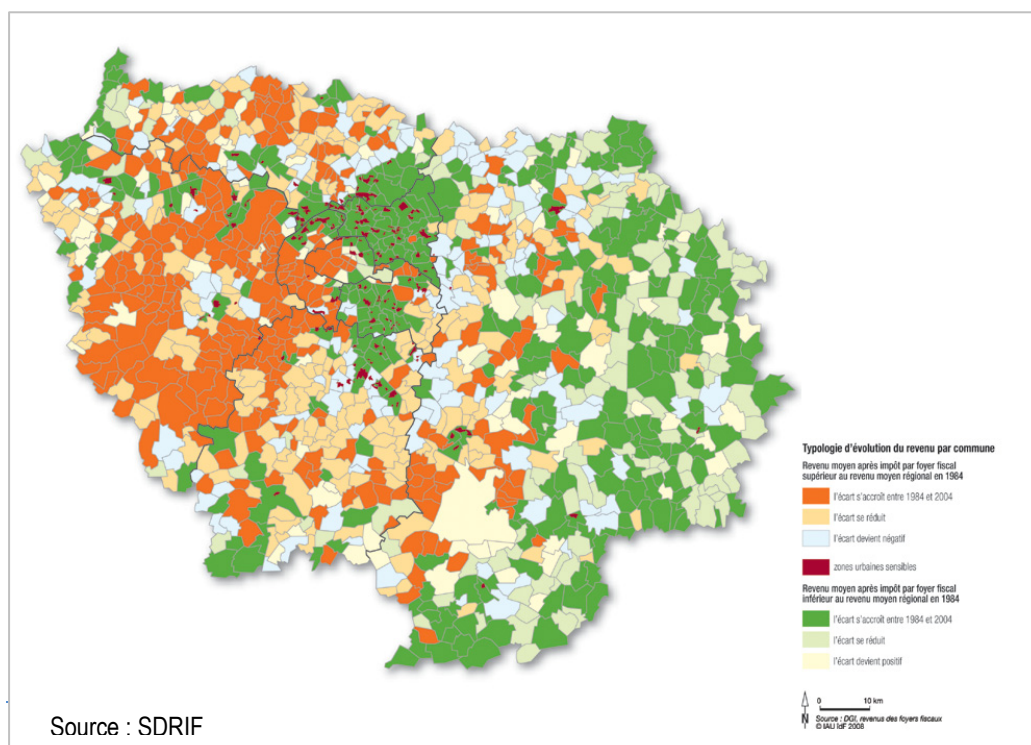 Typologie d'évolution du revenu par commune
Revenu moyen après impôt par foyer fiscal
supérieur au revenu moyen régional en 1984
l'écart s'accroît entre 1984 et 2004
l'écart se réduit
l'écart devient négatif
zones urbaines sensibles
Revenu moyen après impôt par foyer fiscal
inférieur au revenu moyen régional en 1984
l'écart s'accroît entre 1984 et 2004
l'écart se réduit
l'écart devient positif
0 10 km
N
Source : DGI, revenus des foyers fiscaux
© IAU îdF 2008
Source : SDRIF